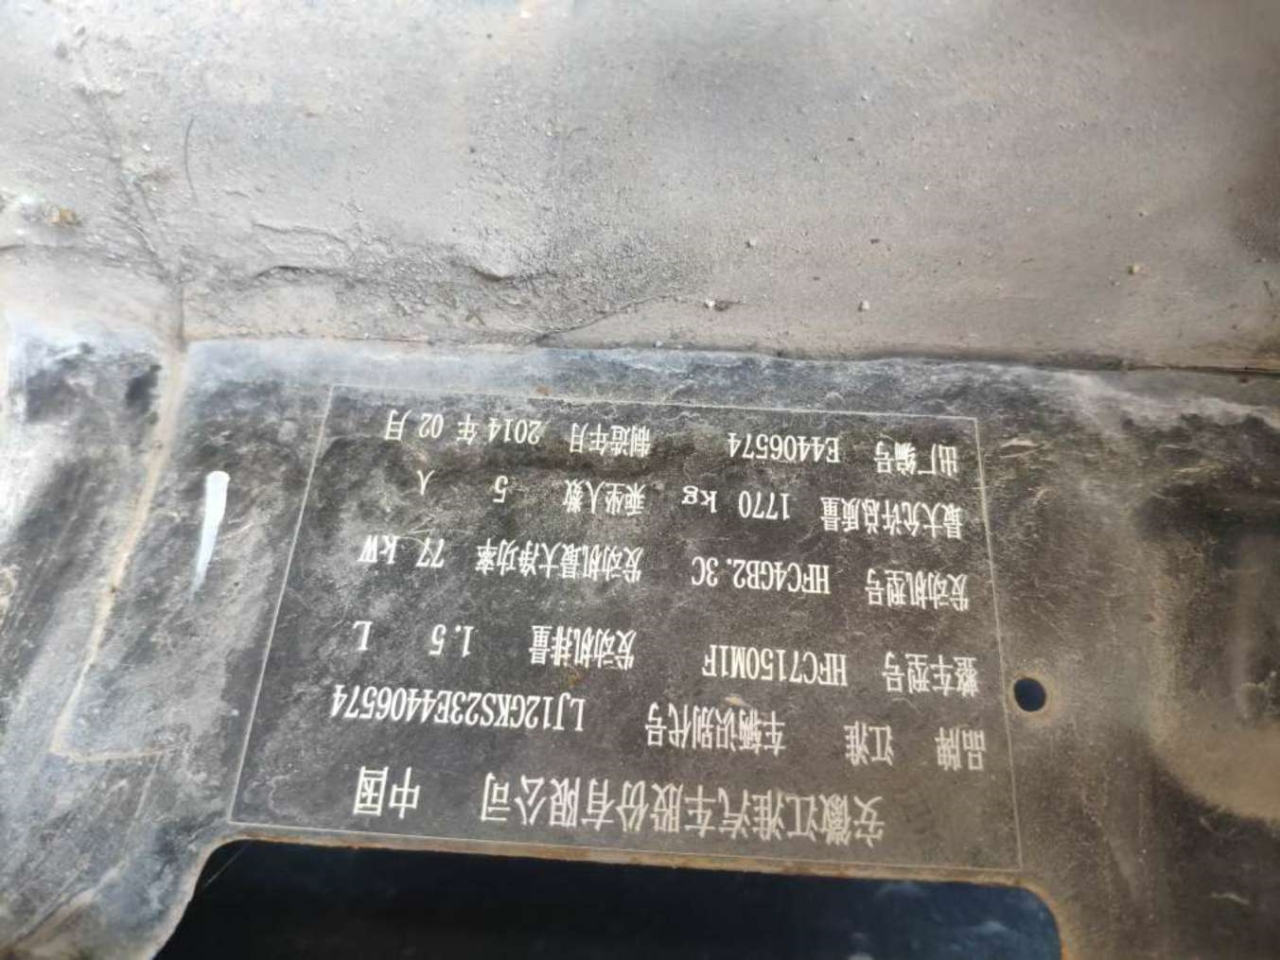 安徽江淮汽车股份有限公司 中国
品牌 江淮 车辆识别代号 LJ12GKS23E4406574
整车型号 HFC7150M1F 发动机排量 1.5 L
发动机型号 HFC4GB2.3C 发动机最大净功率 77 kW
最大允许总质量 1770 kg 乘坐人数 5 人
出厂编号 E4406574 制造年月 2014 年 02 月